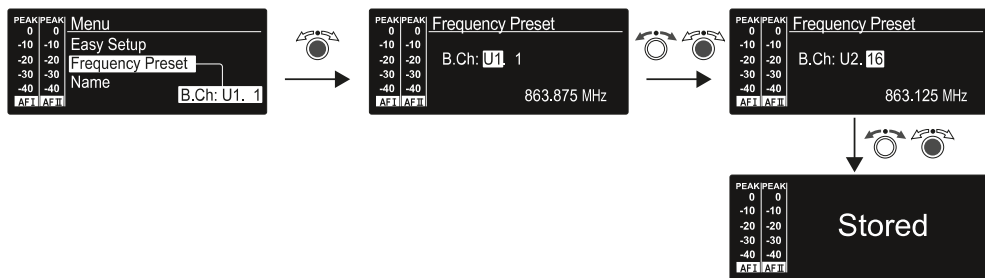 PEAK PEAK Menu
0 0
-10 -10 Easy Setup
-20 -20 Frequency Preset
-30 -30 Name
-40 -40 B.Ch: U1. 1
AF I AF II
PEAK PEAK Frequency Preset
0 0
-10 -10
-20 -20 B.Ch: U1. 1
-30 -30
-40 -40 863.875 MHz
AF I AF II
PEAK PEAK Frequency Preset
0 0
-10 -10
-20 -20 B.Ch: U2. 16
-30 -30
-40 -40 863.125 MHz
AF I AF II
PEAK PEAK
0 0
-10 -10
-20 -20 Stored
-30 -30
-40 -40
AF I AF II